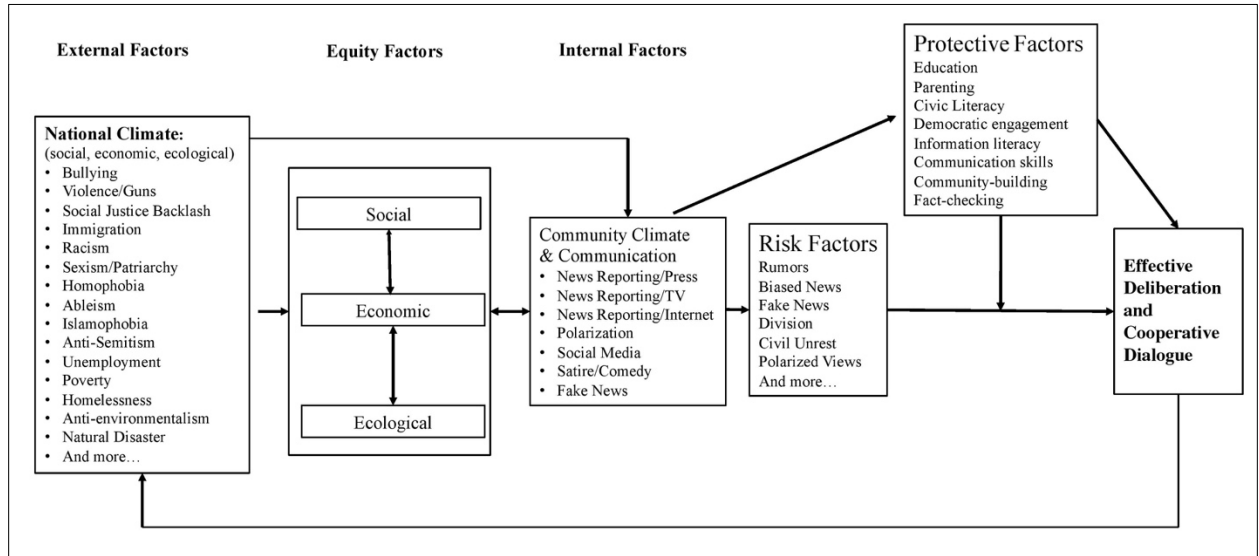 External Factors
Equity Factors
Internal Factors
National Climate:
(social, economic, ecological)
• Bullying
• Violence/Guns
• Social Justice Backlash
• Immigration
• Racism
• Sexism/Patriarchy
• Homophobia
• Ableism
• Islamophobia
• Anti-Semitism
• Unemployment
• Poverty
• Homelessness
• Anti-environmentalism
• Natural Disaster
• And more…
Social
Economic
Ecological
Community Climate
& Communication
• News Reporting/Press
• News Reporting/TV
• News Reporting/Internet
• Polarization
• Social Media
• Satire/Comedy
• Fake News
Protective Factors
Education
Parenting
Civic Literacy
Democratic engagement
Information literacy
Communication skills
Community-building
Fact-checking
Risk Factors
Rumors
Biased News
Fake News
Division
Civil Unrest
Polarized Views
And more…
Effective
Deliberation
and
Cooperative
Dialogue